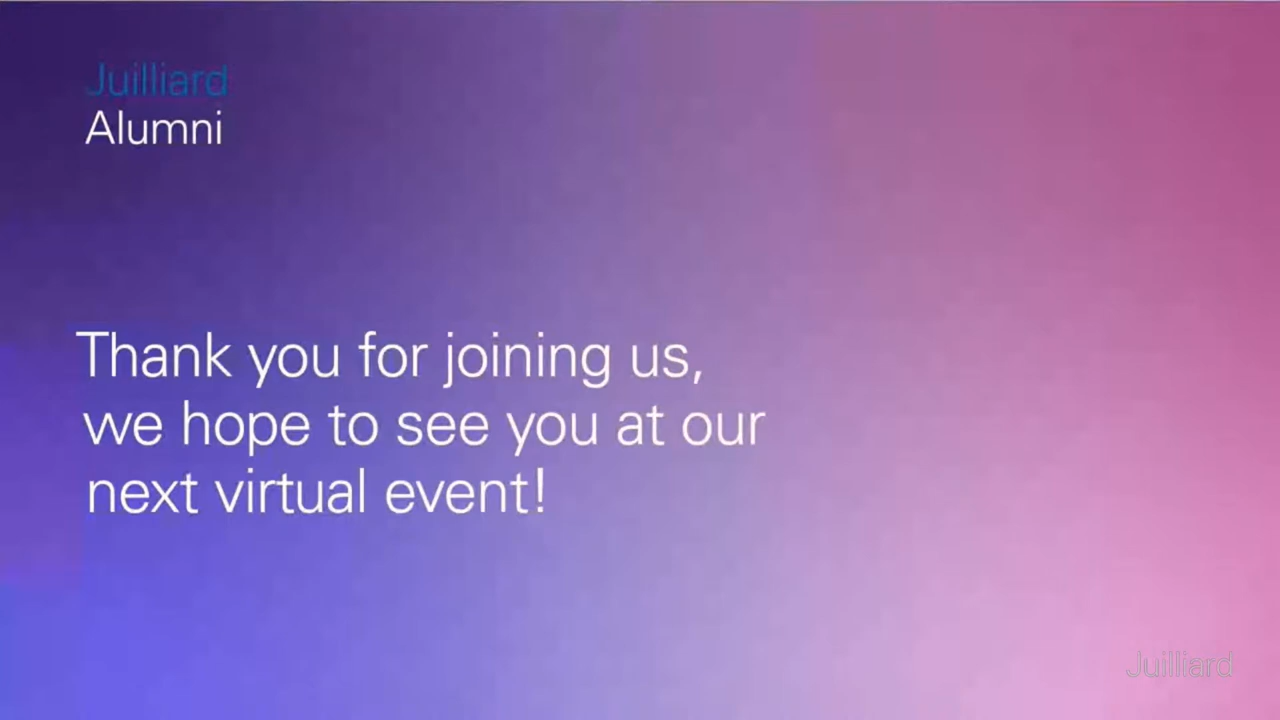 Juilliard
Alumni
Thank you for joining us,
we hope to see you at our
next virtual event!
Juilliard